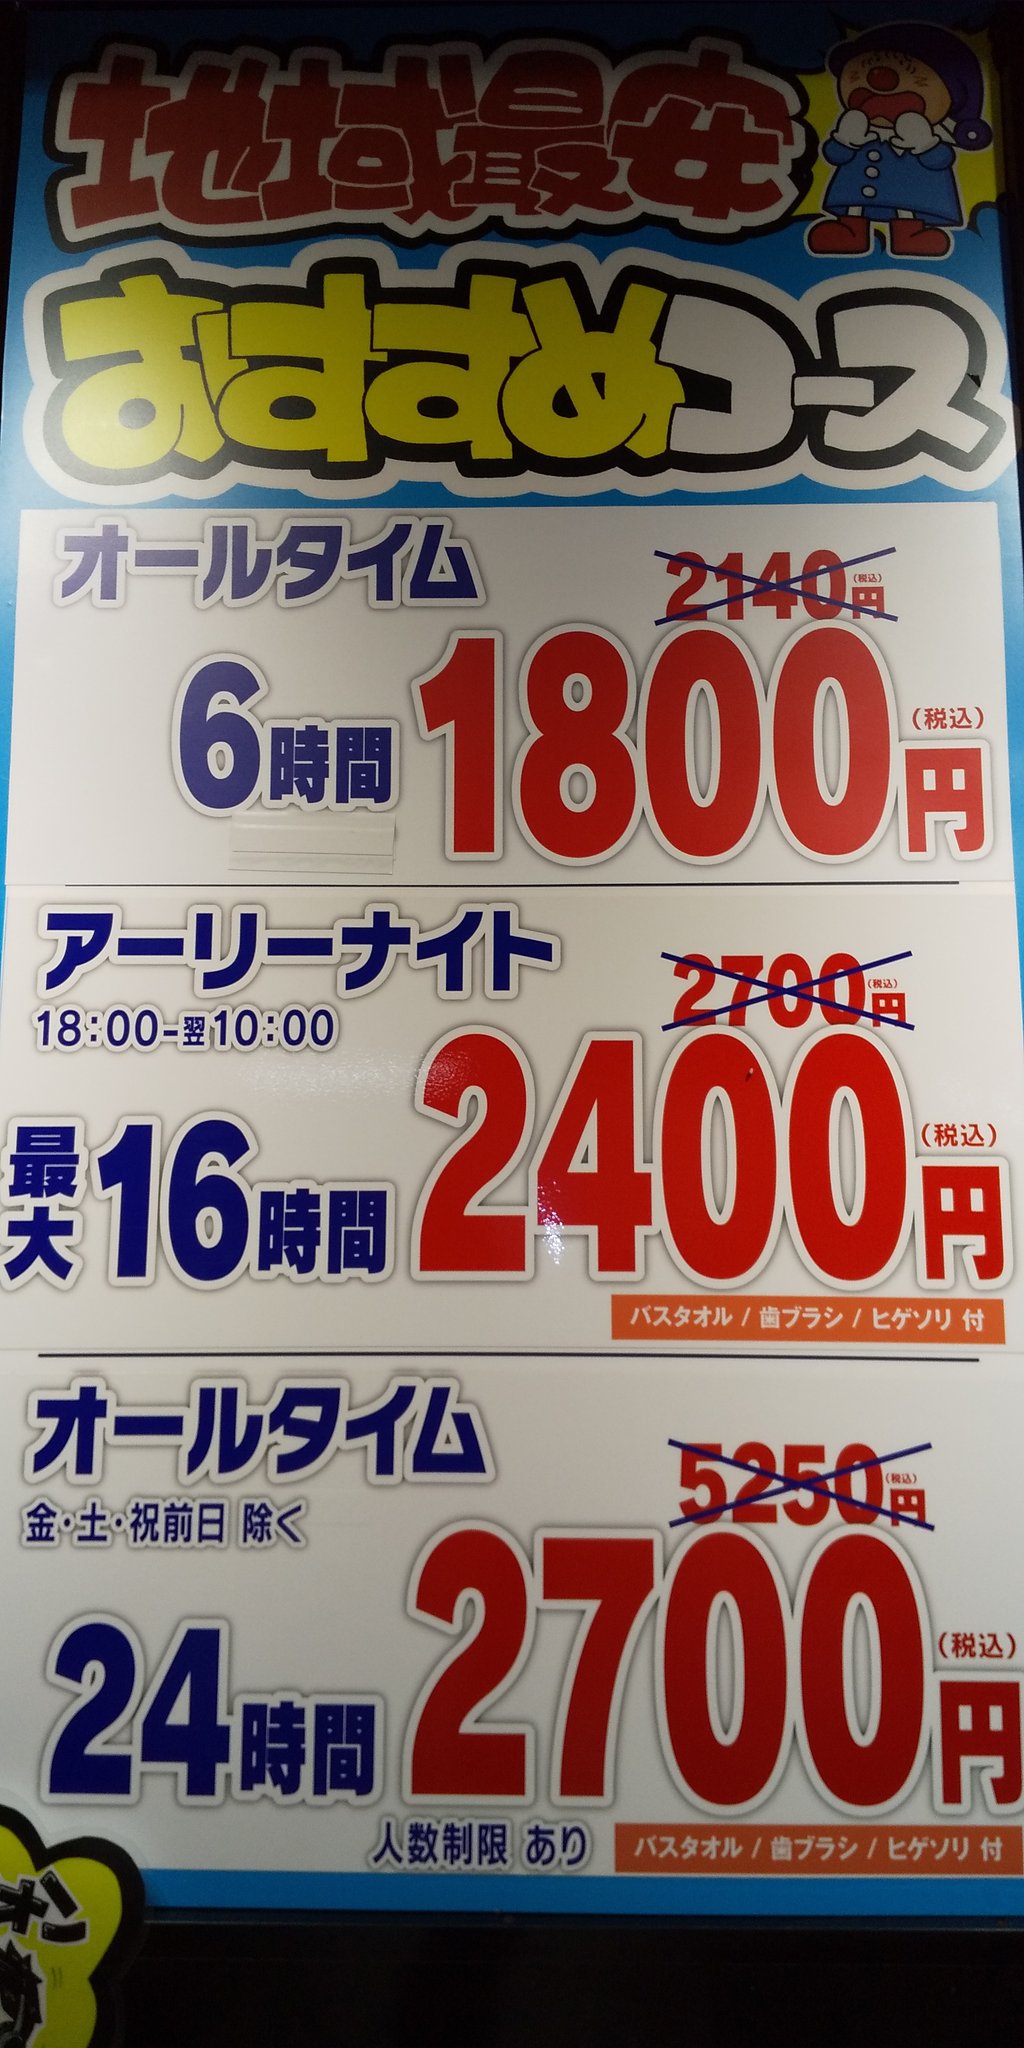 地域最安
おすすめコース
オールタイム
2140円(税込)
6時間 1800円(税込)
アーリーナイト
18:00-翌10:00
2700円(税込)
最大16時間 2400円(税込)
バスタオル / 歯ブラシ / ヒゲソリ 付
オールタイム
金・土・祝前日 除く
5250円(税込)
24時間 2700円(税込)
人数制限 あり
バスタオル / 歯ブラシ / ヒゲソリ 付
オン